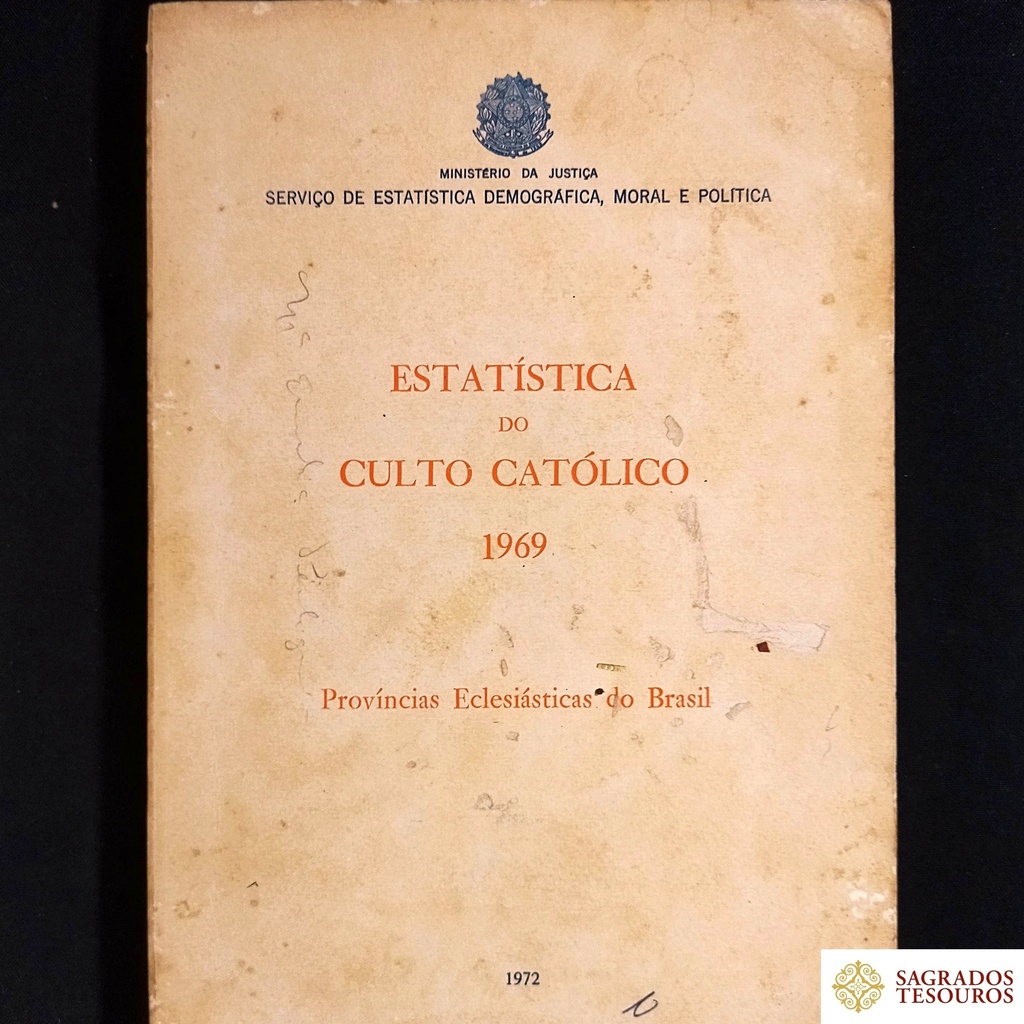 MINISTÉRIO DA JUSTIÇA
SERVIÇO DE ESTATÍSTICA DEMOGRÁFICA, MORAL E POLÍTICA
ESTATÍSTICA
DO
CULTO CATÓLICO
1969
Províncias Eclesiásticas do Brasil
1972
SAGRADOS
TESOUROS